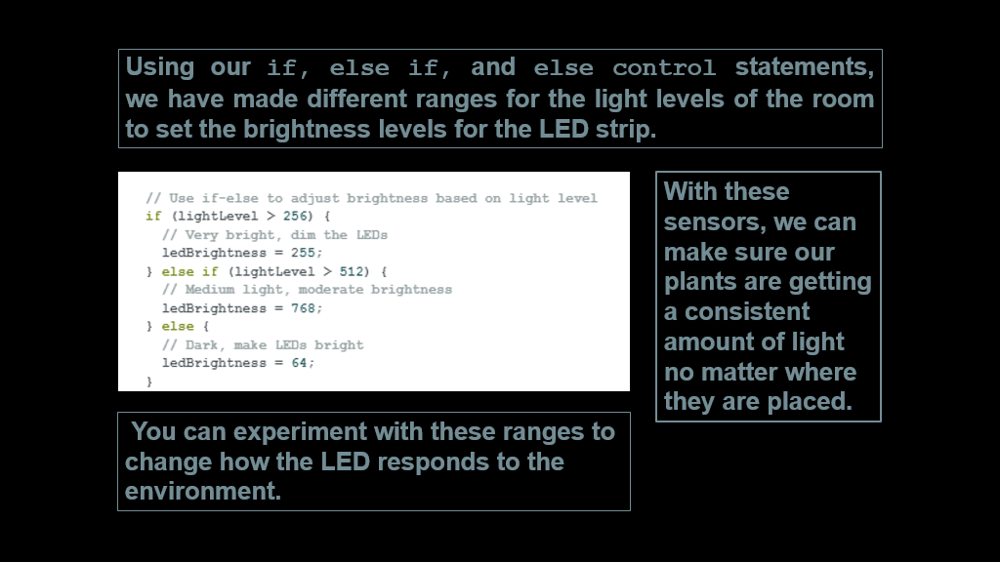 Using our if, else if, and else control statements,
we have made different ranges for the light levels of the room
to set the brightness levels for the LED strip.
// Use if-else to adjust brightness based on light level
if (lightLevel > 256) {
// Very bright, dim the LEDs
ledBrightness = 255;
} else if (lightLevel > 512) {
// Medium light, moderate brightness
ledBrightness = 768;
} else {
// Dark, make LEDs bright
ledBrightness = 64;
}
With these
sensors, we can
make sure our
plants are getting
a consistent
amount of light
no matter where
they are placed.
You can experiment with these ranges to
change how the LED responds to the
environment.